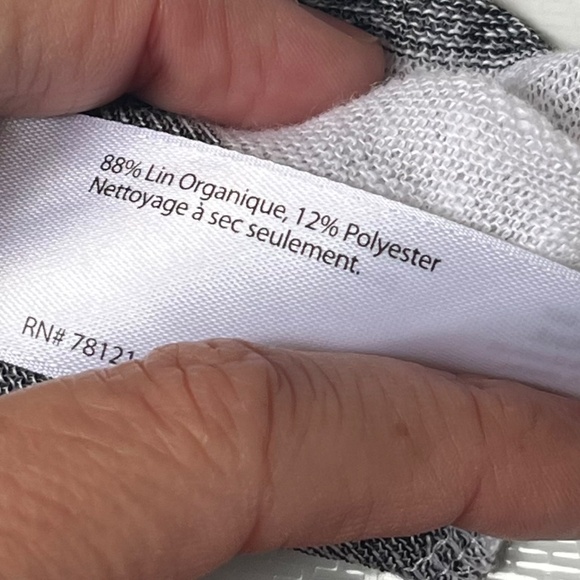 88% Lin Organique, 12% Polyester
Nettoyage à sec seulement.
RN# 78121